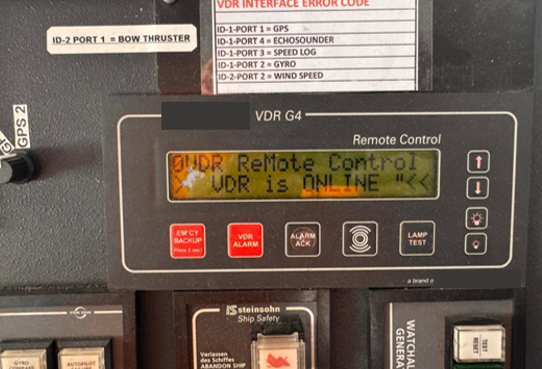 VDR INTERFACE ERROR CODE
ID-1-PORT 1 = GPS
ID-1-PORT 4 = ECHOSOUNDER
ID-1-PORT 3 = SPEED LOG
ID-1-PORT 2 = GYRO
ID-2-PORT 2 = WIND SPEED
ID-2 PORT 1 = BOW THRUSTER
GPS 2
VDR G4
Remote Control
VDR ReMote Control
VDR is ONLINE "<<
EM'CY
BACKUP
Press 3 sec!
VDR
ALARM
ALARM
ACK
LAMP
TEST
a brand o
steinsohn
Ship Safety
Verlassen
des Schiffes
ABANDON SHIP
WATCHAL
GENERAL
TEST
RESET
GYRO
AUTOPILOT